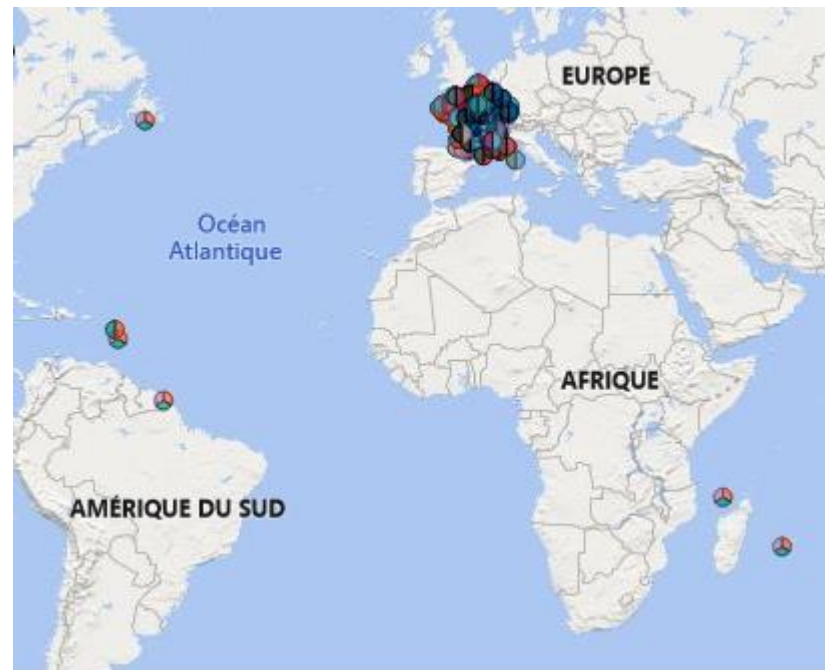 EUROPE
Océan
Atlantique
AFRIQUE
AMÉRIQUE DU SUD